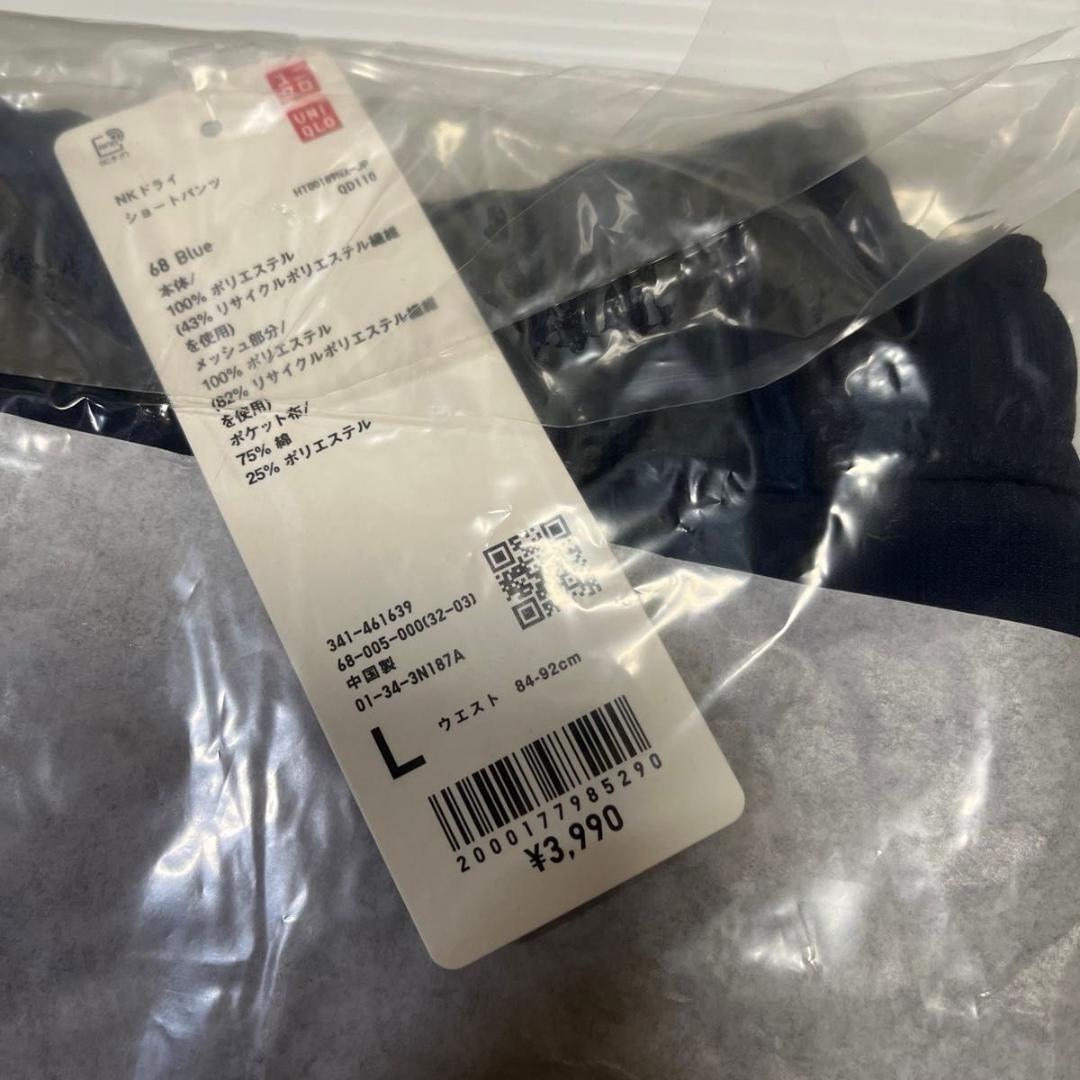 ユニ
クロ
UNI
QLO
RFID
NKドライ
ショートパンツ
HT00189NX-JP
QD110
68 Blue
本体/
100% ポリエステル
(43% リサイクルポリエステル繊維
を使用)
メッシュ部分/
100% ポリエステル
(82% リサイクルポリエステル繊維
を使用)
ポケット布/
75% 綿
25% ポリエステル
341-461639
68-005-000(32-03)
中国製
01-34-3N187A
L ウエスト 84-92cm
2000177985290
¥3,990